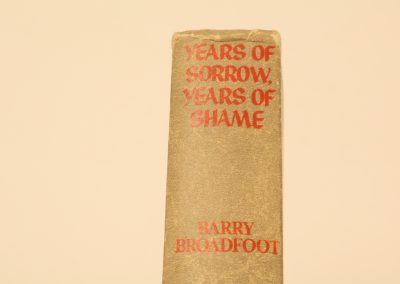 YEARS OF
SORROW,
YEARS OF
SHAME
BARRY
BROADFOOT